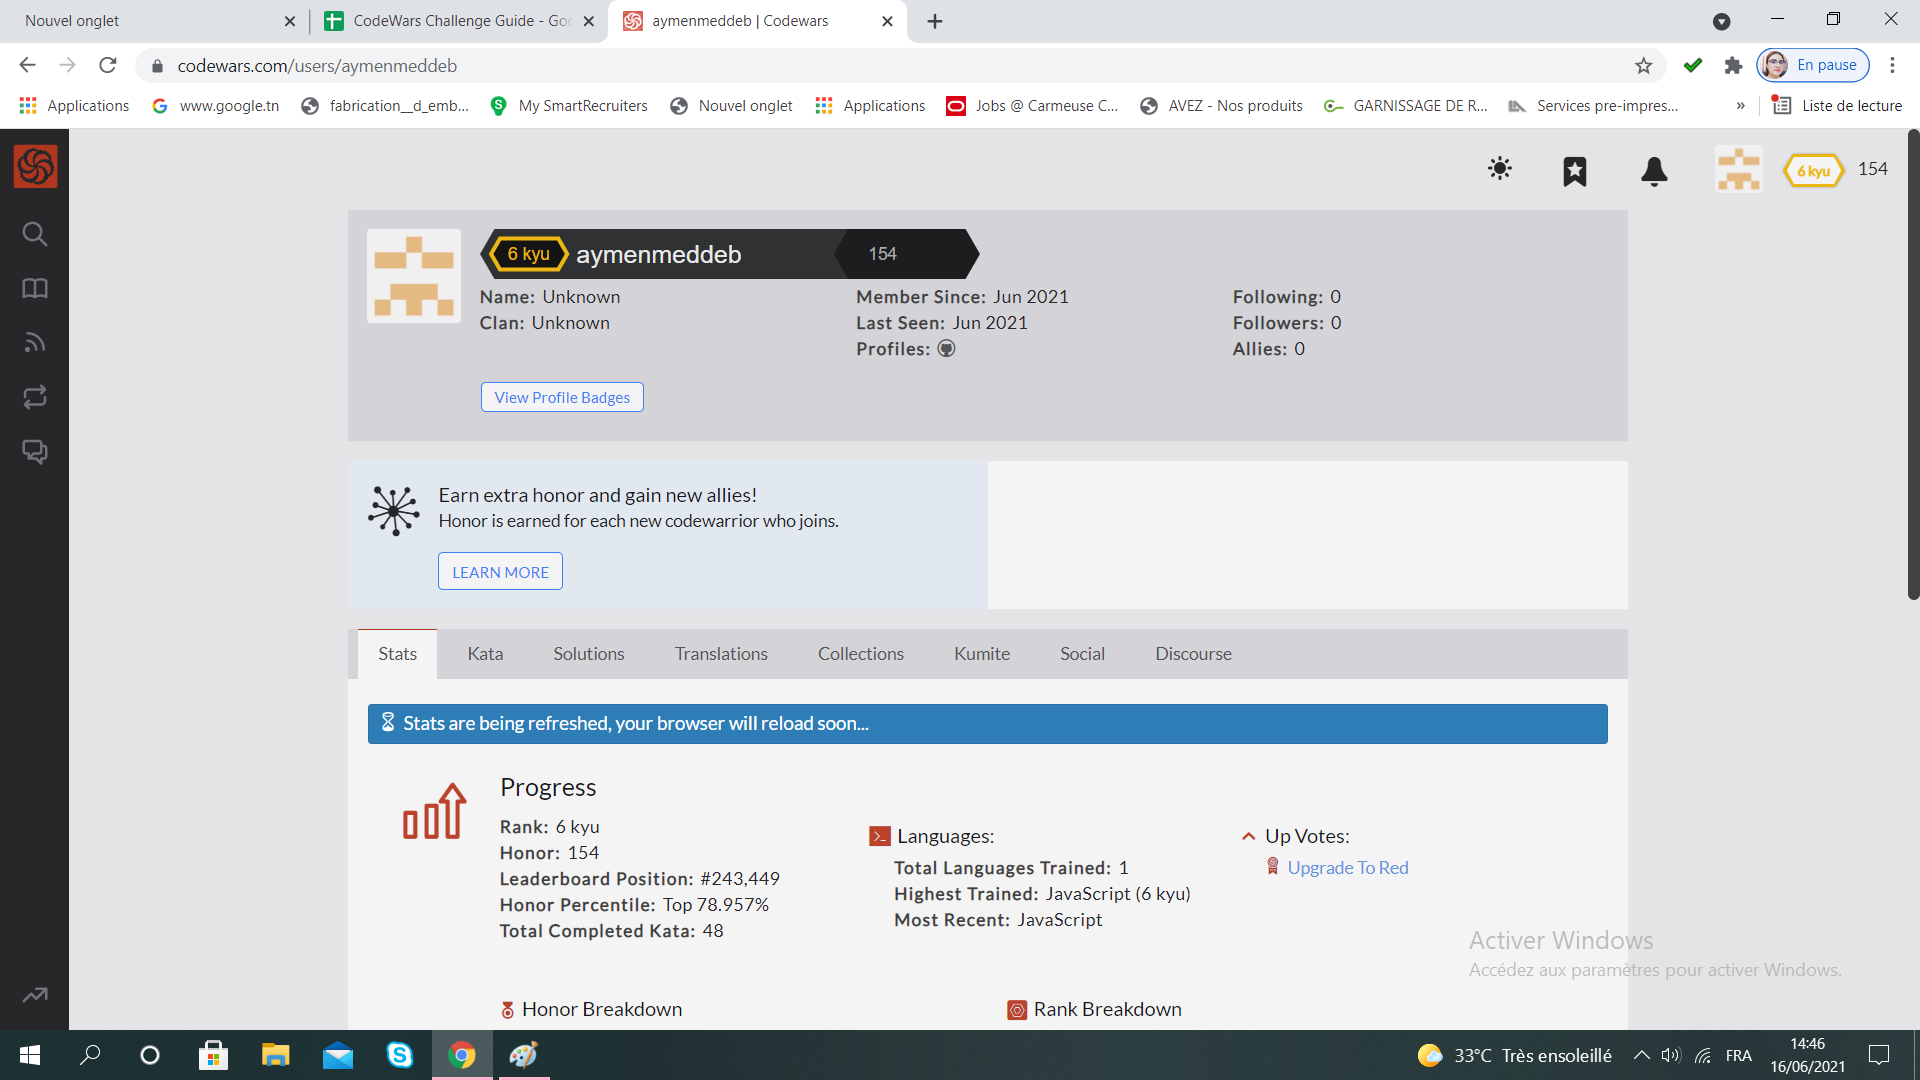 Nouvel onglet
CodeWars Challenge Guide - Goo
aymenmeddeb | Codewars
codewars.com/users/aymenmeddeb
En pause
Applications
www.google.tn
fabrication__d_emb...
My SmartRecruiters
Nouvel onglet
Applications
Jobs @ Carmeuse C...
AVEZ - Nos produits
GARNISSAGE DE R...
Services pre-impres...
»
Liste de lecture
6 kyu
154
6 kyu aymenmeddeb 154
Name: Unknown
Clan: Unknown
Member Since: Jun 2021
Last Seen: Jun 2021
Profiles:
Following: 0
Followers: 0
Allies: 0
View Profile Badges
Earn extra honor and gain new allies!
Honor is earned for each new codewarrior who joins.
LEARN MORE
Stats Kata Solutions Translations Collections Kumite Social Discourse
Stats are being refreshed, your browser will reload soon...
Progress
Rank: 6 kyu
Honor: 154
Leaderboard Position: #243,449
Honor Percentile: Top 78.957%
Total Completed Kata: 48
Languages:
Total Languages Trained: 1
Highest Trained: JavaScript (6 kyu)
Most Recent: JavaScript
Up Votes:
Upgrade To Red
Activer Windows
Accédez aux paramètres pour activer Windows.
Honor Breakdown
Rank Breakdown
33°C Très ensoleillé
FRA
14:46
16/06/2021